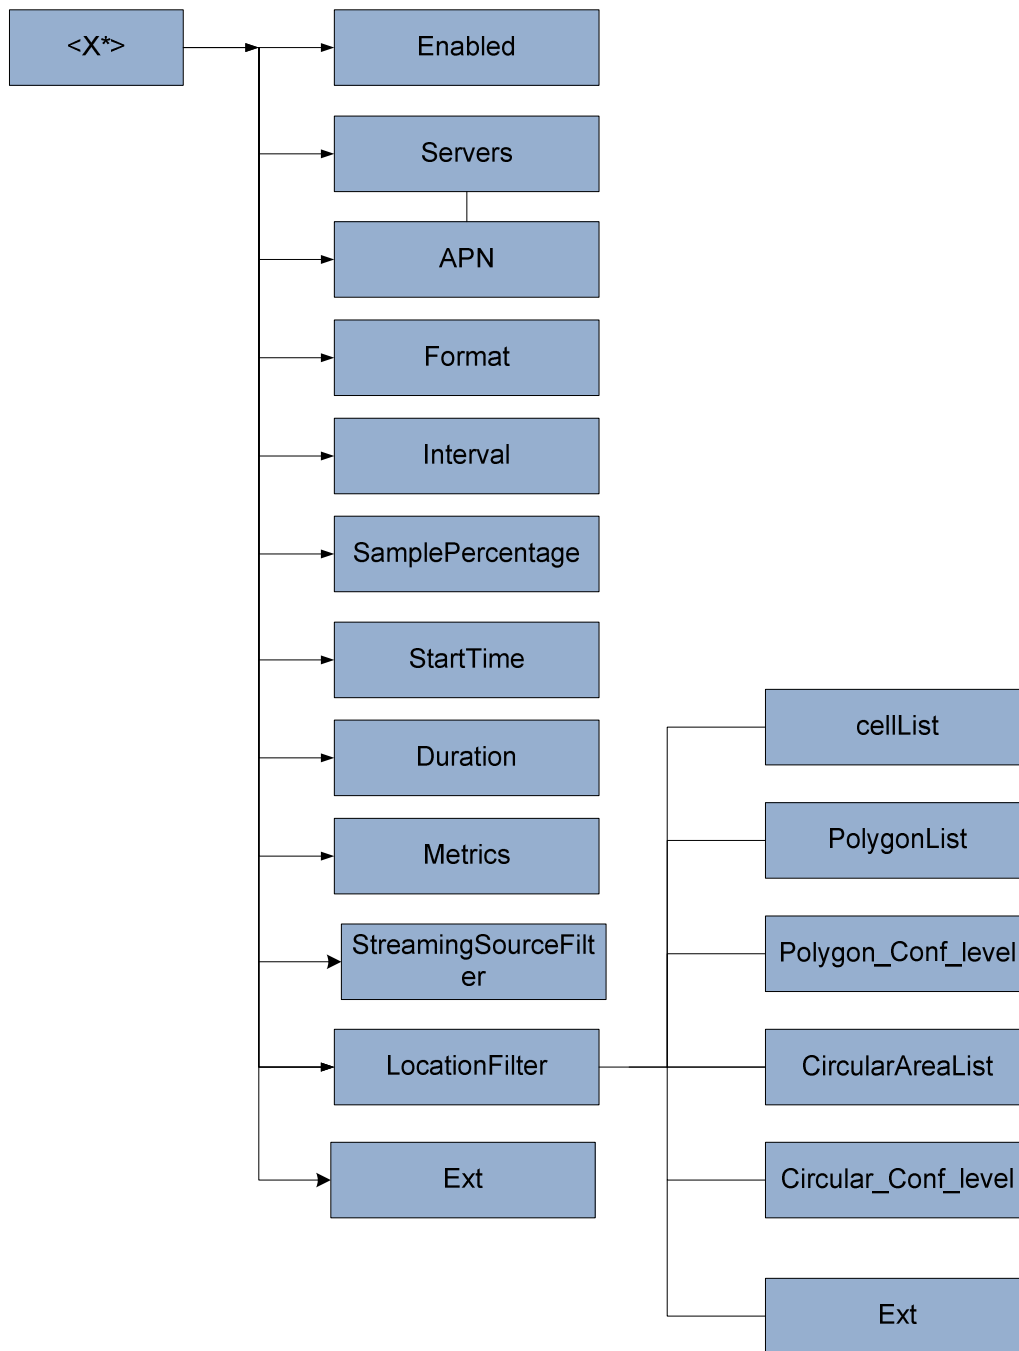 <X*>
Enabled
Servers
APN
Format
Interval
SamplePercentage
StartTime
Duration
Metrics
StreamingSourceFilt
er
LocationFilter
Ext
cellList
PolygonList
Polygon_Conf_level
CircularAreaList
Circular_Conf_level
Ext